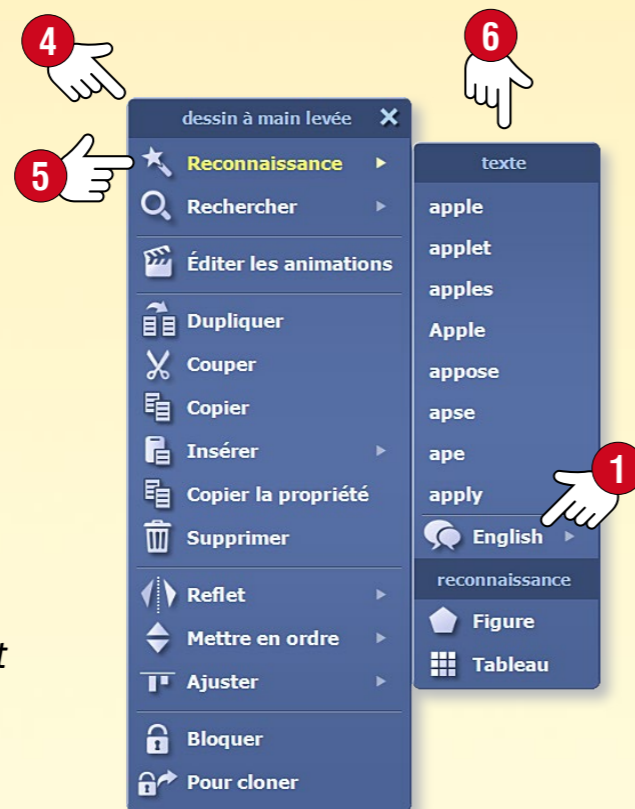 4
6
dessin à main levée
5
Reconnaissance
texte
Rechercher
apple
applet
Éditer les animations
apples
Dupliquer
Apple
Couper
appose
Copier
apse
Insérer
ape
1
Copier la propriété
apply
Supprimer
English
reconnaissance
Reflet
Figure
Mettre en ordre
Tableau
Ajuster
Bloquer
Pour cloner